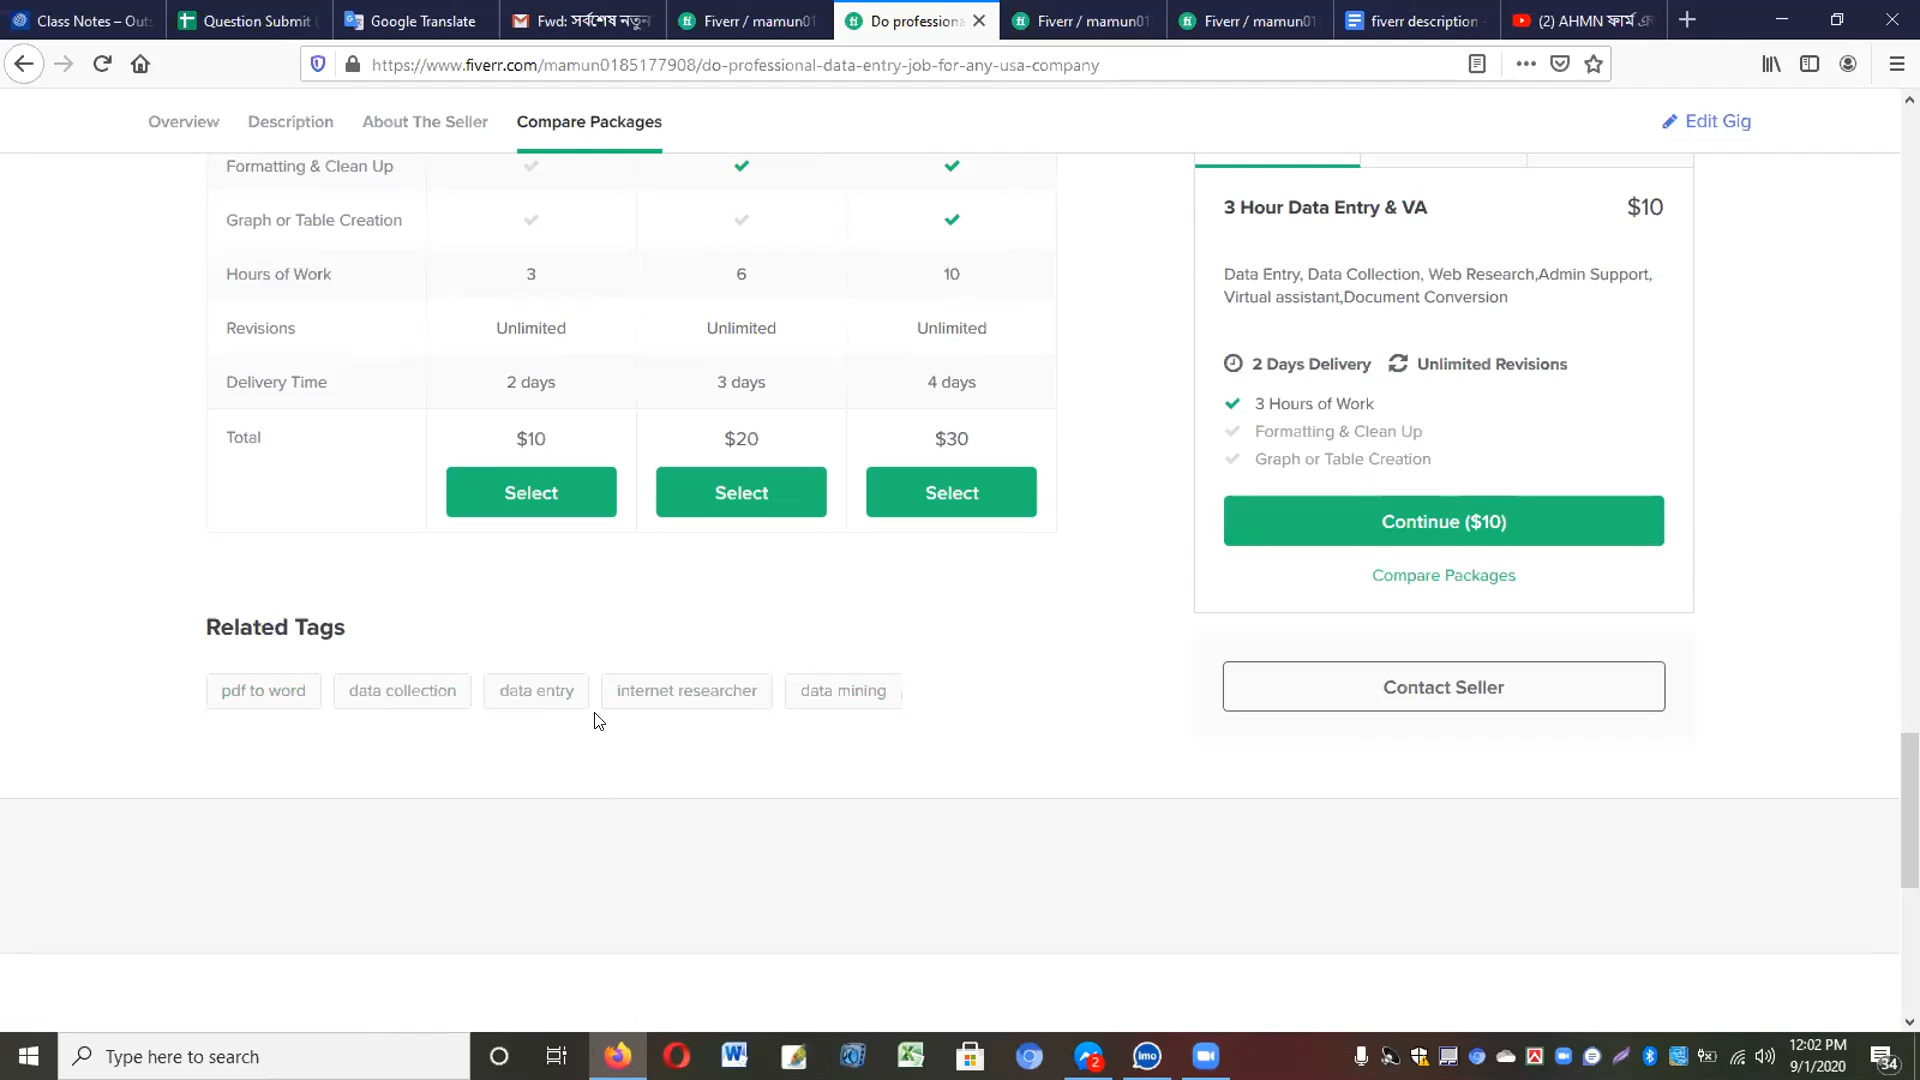 Class Notes – Out
Question Submit
Google Translate
Fwd: সর্বশেষ নতুন
Fiverr / mamun01
Do professiona
Fiverr / mamun01
Fiverr / mamun01
fiverr description
(2) AHMN ফার্ম এ
https://www.fiverr.com/mamun0185177908/do-professional-data-entry-job-for-any-usa-company
Overview
Description
About The Seller
Compare Packages
Edit Gig
Formatting & Clean Up
Graph or Table Creation
Hours of Work 3 6 10
Revisions Unlimited Unlimited Unlimited
Delivery Time 2 days 3 days 4 days
Total $10 $20 $30
Select Select Select
3 Hour Data Entry & VA $10
Data Entry, Data Collection, Web Research,Admin Support,
Virtual assistant,Document Conversion
2 Days Delivery Unlimited Revisions
3 Hours of Work
Formatting & Clean Up
Graph or Table Creation
Continue ($10)
Compare Packages
Contact Seller
Related Tags
pdf to word
data collection
data entry
internet researcher
data mining
Type here to search
imo
2
12:02 PM
9/1/2020
34